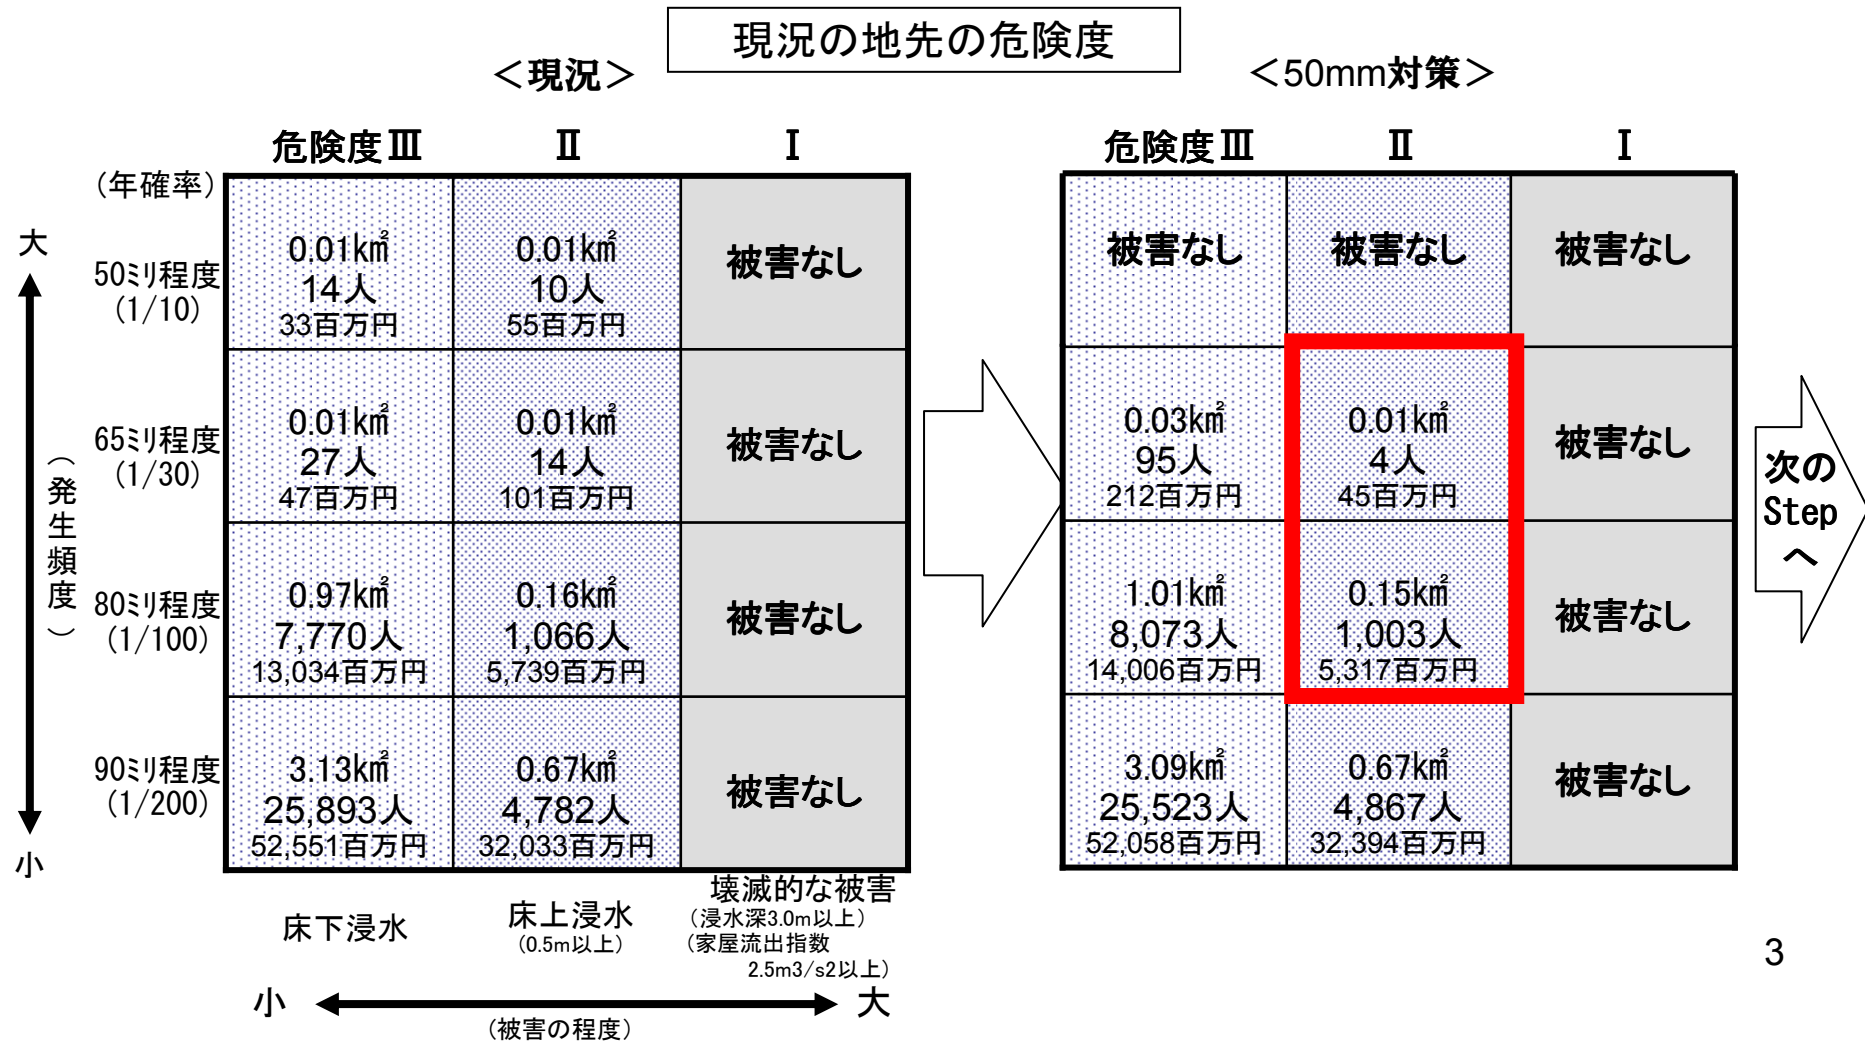 現況の地先の危険度
＜現況＞
＜50mm対策＞
危険度Ⅲ Ⅱ Ⅰ
危険度Ⅲ Ⅱ Ⅰ
（年確率）
大
（発生頻度）
小
50ミリ程度
(1/10)
0.01k㎡
14人
33百万円
0.01k㎡
10人
55百万円
被害なし
65ミリ程度
(1/30)
0.01k㎡
27人
47百万円
0.01k㎡
14人
101百万円
被害なし
80ミリ程度
(1/100)
0.97k㎡
7,770人
13,034百万円
0.16k㎡
1,066人
5,739百万円
被害なし
90ミリ程度
(1/200)
3.13k㎡
25,893人
52,551百万円
0.67k㎡
4,782人
32,033百万円
被害なし
床下浸水
床上浸水
（0.5m以上）
壊滅的な被害
（浸水深3.0m以上）
（家屋流出指数
2.5m3/s2以上）
小 大
（被害の程度）
被害なし
被害なし
被害なし
0.03k㎡
95人
212百万円
0.01k㎡
4人
45百万円
被害なし
1.01k㎡
8,073人
14,006百万円
0.15k㎡
1,003人
5,317百万円
被害なし
3.09k㎡
25,523人
52,058百万円
0.67k㎡
4,867人
32,394百万円
被害なし
次の
Step
へ
3